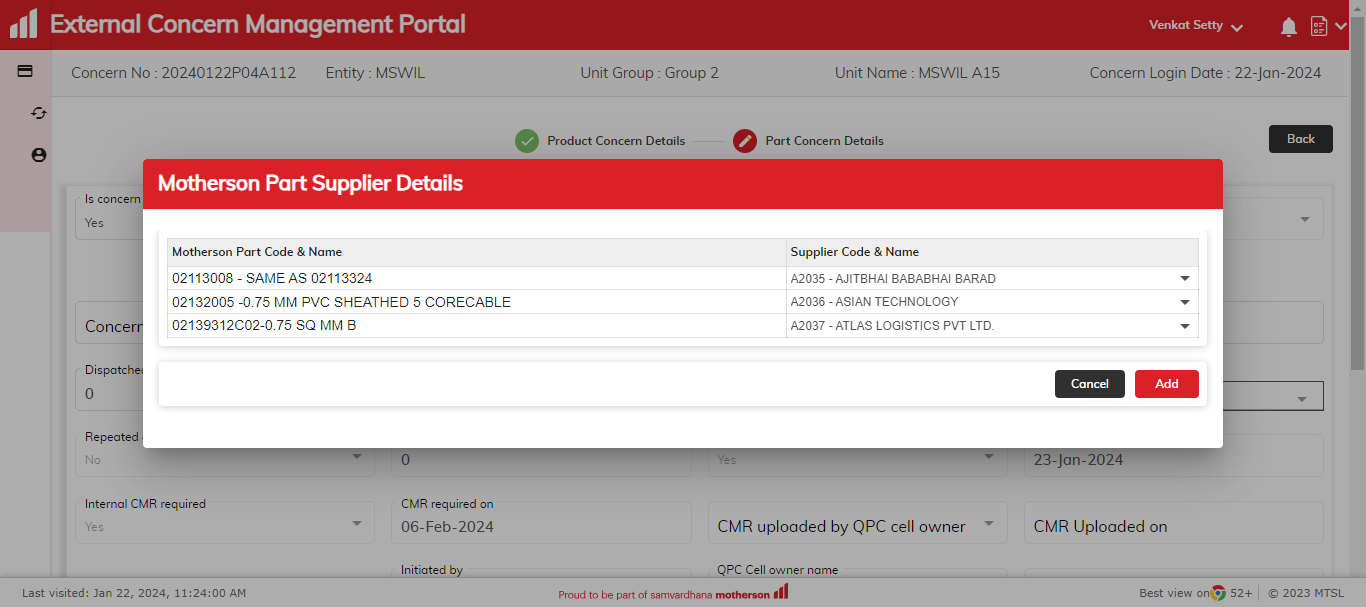 External Concern Management Portal
Venkat Setty
Concern No : 20240122P04A112 Entity : MSWIL Unit Group : Group 2 Unit Name : MSWIL A15 Concern Login Date : 22-Jan-2024
Product Concern Details Part Concern Details Back
Motherson Part Supplier Details
Is concern
Yes
Motherson Part Code & Name Supplier Code & Name
02113008 - SAME AS 02113324 A2035 - AJITBHAI BABABHAI BARAD
02132005 -0.75 MM PVC SHEATHED 5 CORECABLE A2036 - ASIAN TECHNOLOGY
02139312C02-0.75 SQ MM B A2037 - ATLAS LOGISTICS PVT LTD.
Concern
Dispatched
0
Cancel Add
Repeated
No 0 Yes 23-Jan-2024
Internal CMR required CMR required on
Yes 06-Feb-2024 CMR uploaded by QPC cell owner CMR Uploaded on
Initiated by QPC Cell owner name
Last visited: Jan 22, 2024, 11:24:00 AM Proud to be part of samvardhana motherson Best view on 52+ © 2023 MTSL